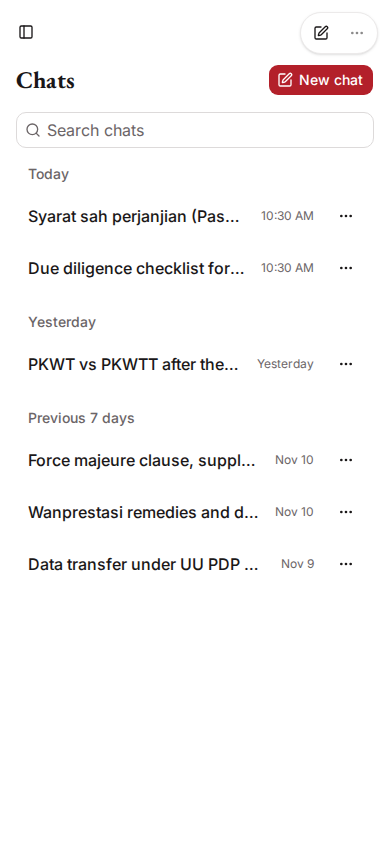 Chats
New chat
Search chats
Today
Syarat sah perjanjian (Pas... 10:30 AM
Due diligence checklist for... 10:30 AM
Yesterday
PKWT vs PKWTT after the... Yesterday
Previous 7 days
Force majeure clause, suppl... Nov 10
Wanprestasi remedies and d... Nov 10
Data transfer under UU PDP ... Nov 9